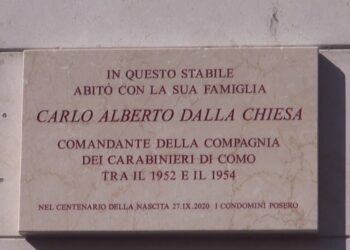 IN QUESTO STABILE
ABITÒ CON LA SUA FAMIGLIA
CARLO ALBERTO DALLA CHIESA
COMANDANTE DELLA COMPAGNIA
DEI CARABINIERI DI COMO
TRA IL 1952 E IL 1954
NEL CENTENARIO DELLA NASCITA 27.IX.2020 I CONDOMINI POSERO